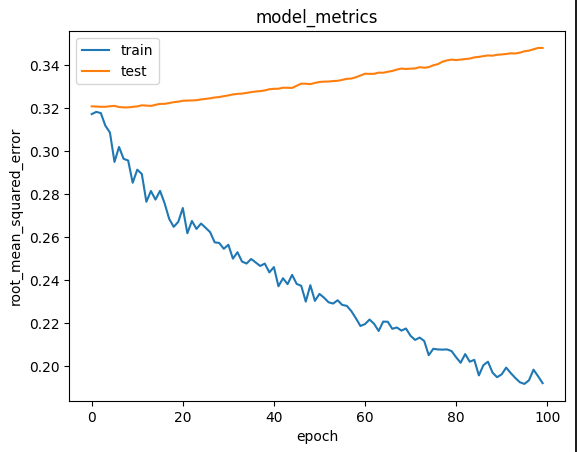 model_metrics
train
test
root_mean_squared_error
0.34
0.32
0.30
0.28
0.26
0.24
0.22
0.20
0 20 40 60 80 100
epoch